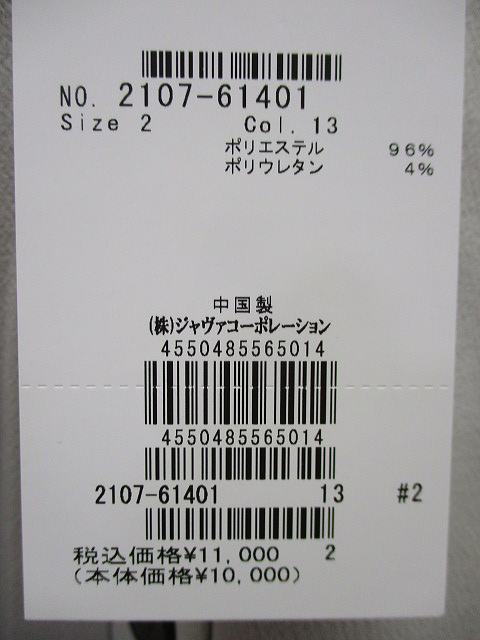 NO. 2107-61401
Size 2 Col. 13
ポリエステル 96%
ポリウレタン 4%
中国製
(株)ジャヴァコーポレーション
4550485565014
4550485565014
2107-61401 13 #2
税込価格¥11,000 2
(本体価格¥10,000)